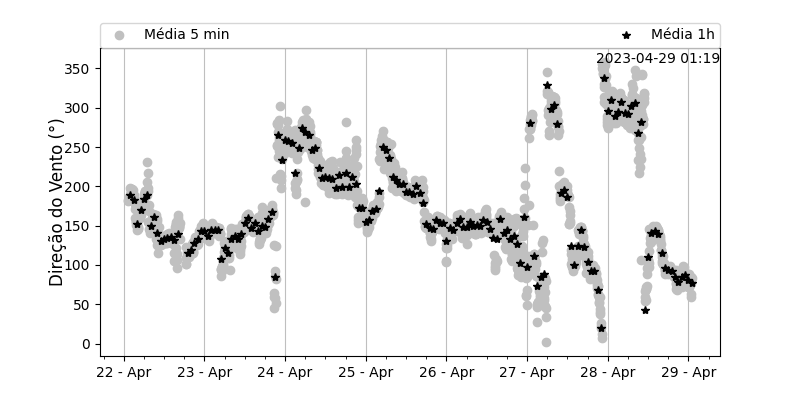 Média 5 min
Média 1h
2023-04-29 01:19
Direção do Vento (°)
350
300
250
200
150
100
50
0
22 - Apr
23 - Apr
24 - Apr
25 - Apr
26 - Apr
27 - Apr
28 - Apr
29 - Apr